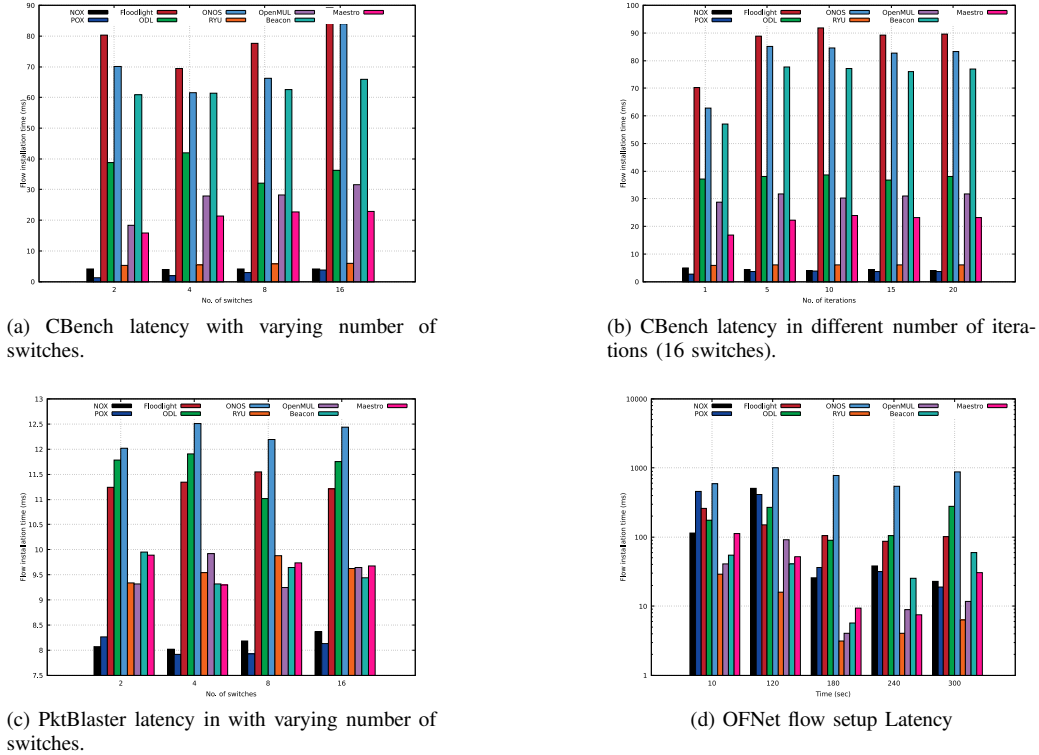 NOX Floodlight ONOS OpenMUL Maestro
POX ODL RYU Beacon
90
80
70
60
50
40
30
20
10
0
Flow installation time (ms)
2 4 8 16
No. of switches
(a) CBench latency with varying number of
switches.
NOX Floodlight ONOS OpenMUL Maestro
POX ODL RYU Beacon
100
90
80
70
60
50
40
30
20
10
0
Flow installation time (ms)
1 5 10 15 20
No. of iterations
(b) CBench latency in different number of itera-
tions (16 switches).
NOX Floodlight ONOS OpenMUL Maestro
POX ODL RYU Beacon
13
12.5
12
11.5
11
10.5
10
9.5
9
8.5
8
7.5
Flow installation time (ms)
2 4 8 16
No. of switches
(c) PktBlaster latency in with varying number of
switches.
NOX Floodlight ONOS OpenMUL Maestro
POX ODL RYU Beacon
10000
1000
100
10
1
Flow installation time (ms)
10 120 180 240 300
Time (sec)
(d) OFNet flow setup Latency